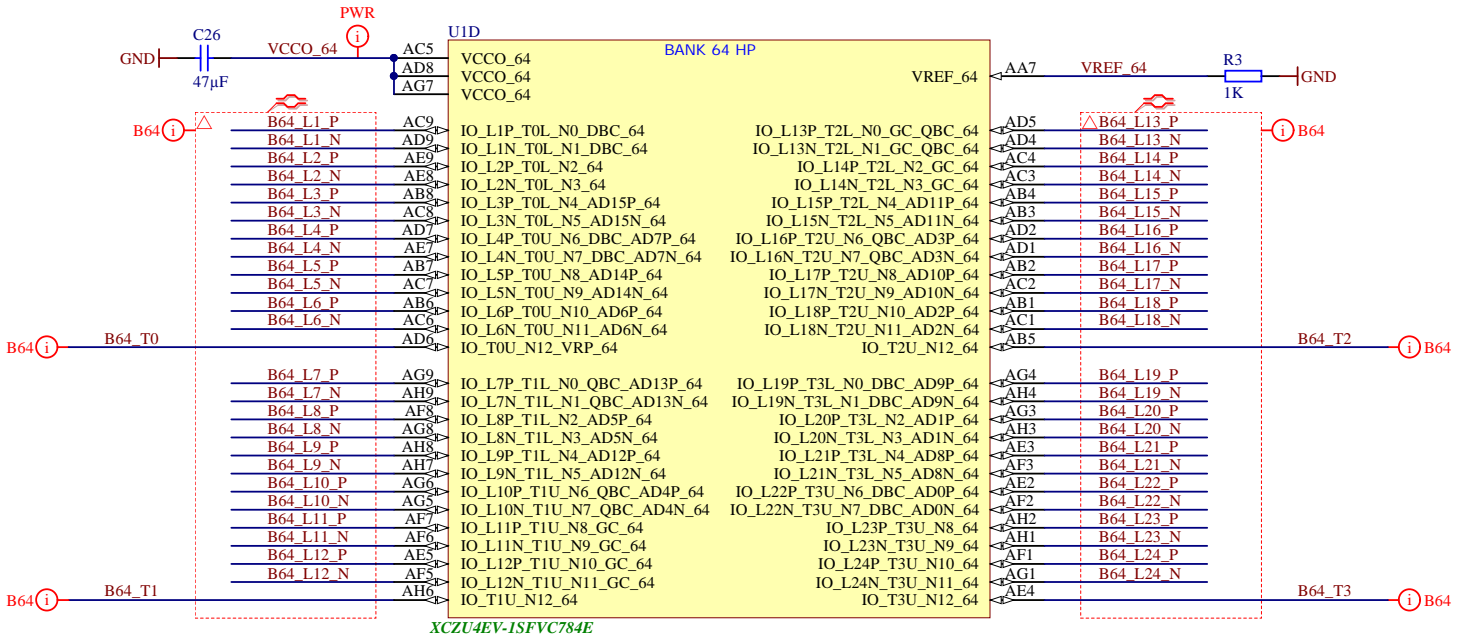 PWR
C26
U1D
BANK 64 HP
R3
GND
VCCO_64
AC5
VCCO_64
VREF_64
AA7
VREF_64
GND
47µF
AD8
VCCO_64
1K
AG7
VCCO_64
B64
B64_L1_P AC9 IO_L1P_T0L_N0_DBC_64 IO_L13P_T2L_N0_GC_QBC_64 AD5 B64_L13_P
B64
B64_L1_N AD9 IO_L1N_T0L_N1_DBC_64 IO_L13N_T2L_N1_GC_QBC_64 AD4 B64_L13_N
B64_L2_P AE9 IO_L2P_T0L_N2_64 IO_L14P_T2L_N2_GC_64 AC4 B64_L14_P
B64_L2_N AE8 IO_L2N_T0L_N3_64 IO_L14N_T2L_N3_GC_64 AC3 B64_L14_N
B64_L3_P AB8 IO_L3P_T0L_N4_AD15P_64 IO_L15P_T2L_N4_AD11P_64 AB4 B64_L15_P
B64_L3_N AC8 IO_L3N_T0L_N5_AD15N_64 IO_L15N_T2L_N5_AD11N_64 AB3 B64_L15_N
B64_L4_P AD7 IO_L4P_T0U_N6_DBC_AD7P_64 IO_L16P_T2U_N6_QBC_AD3P_64 AD2 B64_L16_P
B64_L4_N AE7 IO_L4N_T0U_N7_DBC_AD7N_64 IO_L16N_T2U_N7_QBC_AD3N_64 AD1 B64_L16_N
B64_L5_P AB7 IO_L5P_T0U_N8_AD14P_64 IO_L17P_T2U_N8_AD10P_64 AB2 B64_L17_P
B64_L5_N AC7 IO_L5N_T0U_N9_AD14N_64 IO_L17N_T2U_N9_AD10N_64 AC2 B64_L17_N
B64_L6_P AB6 IO_L6P_T0U_N10_AD6P_64 IO_L18P_T2U_N10_AD2P_64 AB1 B64_L18_P
B64_L6_N AC6 IO_L6N_T0U_N11_AD6N_64 IO_L18N_T2U_N11_AD2N_64 AC1 B64_L18_N
B64 B64_T0 AD6 IO_T0U_N12_VRP_64 IO_T2U_N12_64 AB5 B64_T2 B64
B64_L7_P AG9 IO_L7P_T1L_N0_QBC_AD13P_64 IO_L19P_T3L_N0_DBC_AD9P_64 AG4 B64_L19_P
B64_L7_N AH9 IO_L7N_T1L_N1_QBC_AD13N_64 IO_L19N_T3L_N1_DBC_AD9N_64 AH4 B64_L19_N
B64_L8_P AF8 IO_L8P_T1L_N2_AD5P_64 IO_L20P_T3L_N2_AD1P_64 AG3 B64_L20_P
B64_L8_N AG8 IO_L8N_T1L_N3_AD5N_64 IO_L20N_T3L_N3_AD1N_64 AH3 B64_L20_N
B64_L9_P AH8 IO_L9P_T1L_N4_AD12P_64 IO_L21P_T3L_N4_AD8P_64 AE3 B64_L21_P
B64_L9_N AH7 IO_L9N_T1L_N5_AD12N_64 IO_L21N_T3L_N5_AD8N_64 AF3 B64_L21_N
B64_L10_P AG6 IO_L10P_T1U_N6_QBC_AD4P_64 IO_L22P_T3U_N6_DBC_AD0P_64 AE2 B64_L22_P
B64_L10_N AG5 IO_L10N_T1U_N7_QBC_AD4N_64 IO_L22N_T3U_N7_DBC_AD0N_64 AF2 B64_L22_N
B64_L11_P AF7 IO_L11P_T1U_N8_GC_64 IO_L23P_T3U_N8_64 AH2 B64_L23_P
B64_L11_N AF6 IO_L11N_T1U_N9_GC_64 IO_L23N_T3U_N9_64 AH1 B64_L23_N
B64_L12_P AE5 IO_L12P_T1U_N10_GC_64 IO_L24P_T3U_N10_64 AF1 B64_L24_P
B64_L12_N AF5 IO_L12N_T1U_N11_GC_64 IO_L24N_T3U_N11_64 AG1 B64_L24_N
B64 B64_T1 AH6 IO_T1U_N12_64 IO_T3U_N12_64 AE4 B64_T3 B64
XCZU4EV-1SFVC784E